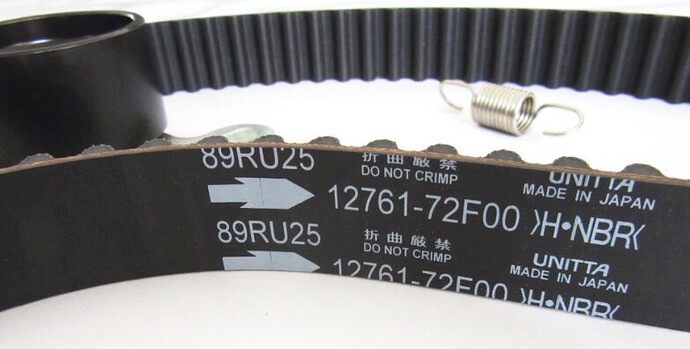 89RU25 折曲厳禁 UNITTA
DO NOT CRIMP MADE IN JAPAN
12761-72F00 >H•NBR<
89RU25 折曲厳禁 UNITTA
DO NOT CRIMP MADE IN JAPAN
12761-72F00 >H•NBR<